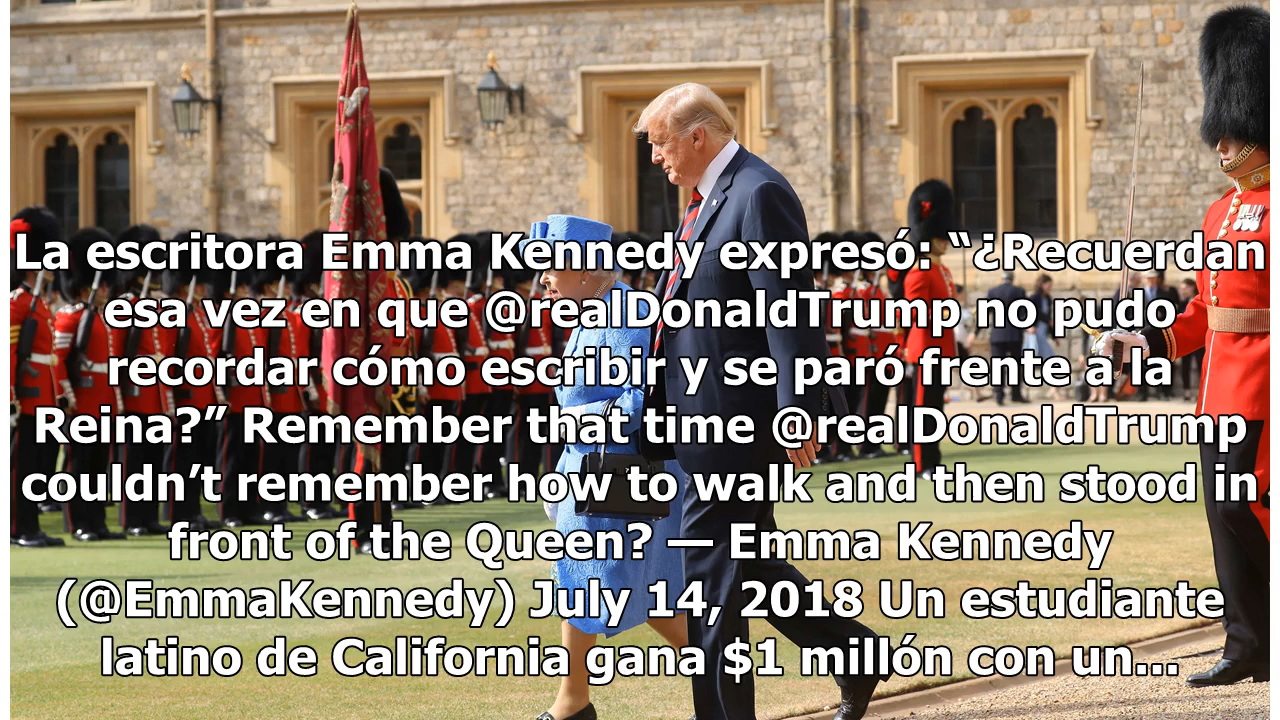 La escritora Emma Kennedy expresó: “¿Recuerdan
esa vez en que @realDonaldTrump no pudo
recordar cómo escribir y se paró frente a la
Reina?” Remember that time @realDonaldTrump
couldn’t remember how to walk and then stood in
front of the Queen? — Emma Kennedy
(@EmmaKennedy) July 14, 2018 Un estudiante
latino de California gana $1 millón con un...